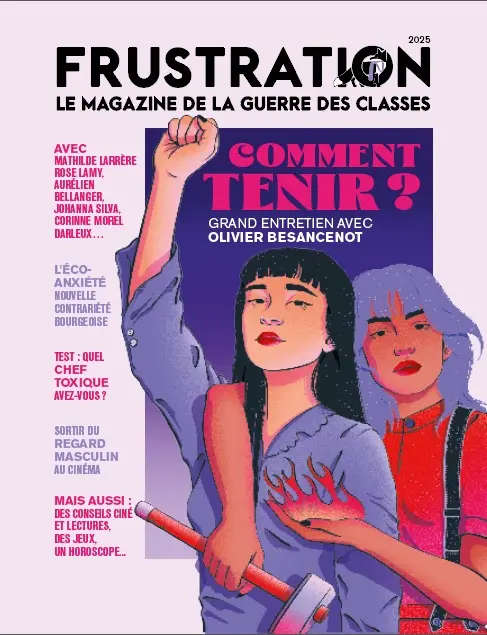 2025
FRUSTRATION
LE MAGAZINE DE LA GUERRE DES CLASSES
AVEC
MATHILDE LARRÈRE
ROSE LAMY,
AURÉLIEN
BELLANGER,
JOHANNA SILVA,
CORINNE MOREL
DARLEUX...
L'ÉCO-
ANXIÉTÉ
NOUVELLE
CONTRARIÉTÉ
BOURGEOISE
TEST : QUEL
CHEF
TOXIQUE
AVEZ-VOUS ?
SORTIR DU
REGARD
MASCULIN
AU CINÉMA
MAIS AUSSI :
DES CONSEILS CINÉ
ET LECTURES,
DES JEUX,
UN HOROSCOPE...
COMMENT
TENIR ?
GRAND ENTRETIEN AVEC
OLIVIER BESANCENOT